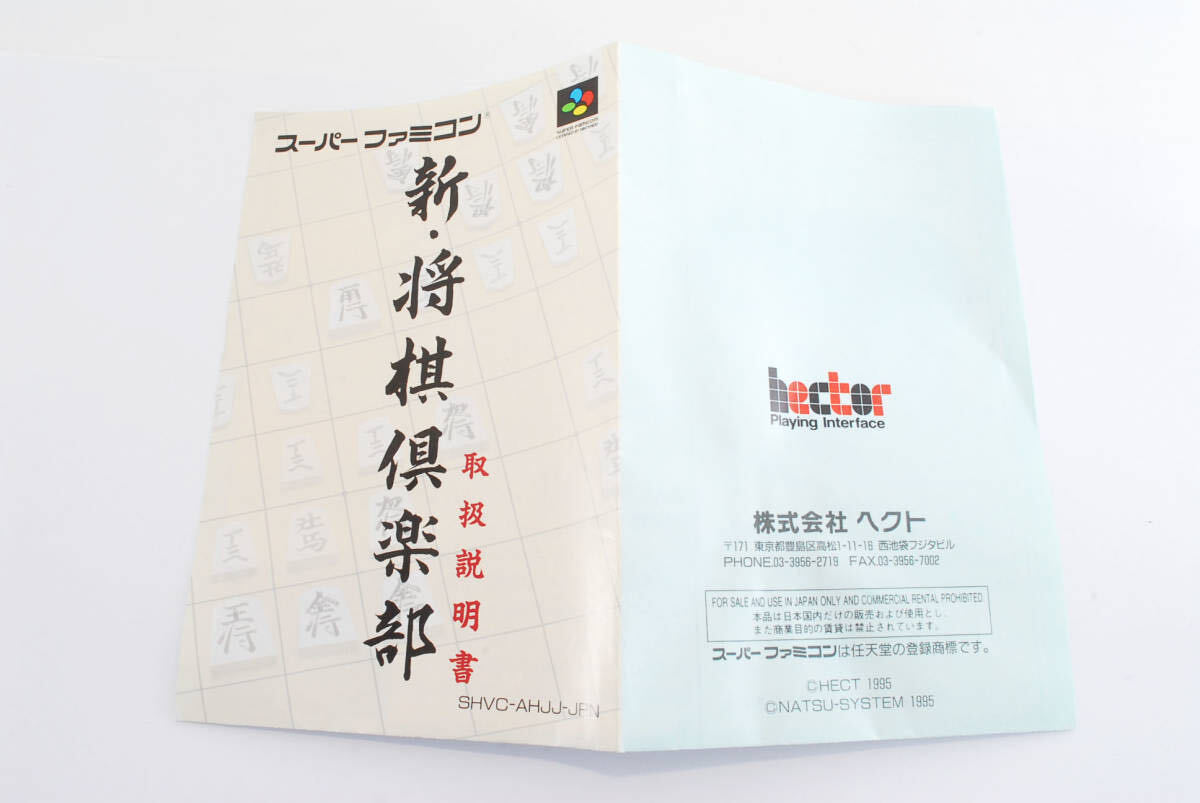 スーパーファミコン
新・将棋倶楽部
取扱説明書
SHVC-AHJJ-JPN
hector
Playing Interface
株式会社 ヘクト
〒171 東京都豊島区高松1-11-16 西池袋フジタビル
PHONE.03-3956-2719 FAX.03-3956-7002
FOR SALE AND USE IN JAPAN ONLY AND COMMERCIAL RENTAL PROHIBITED.
本品は日本国内だけの販売および使用とし、
また商業目的の賃貸は禁止されています。
スーパーファミコンは任天堂の登録商標です。
©HECT 1995
©NATSU-SYSTEM 1995